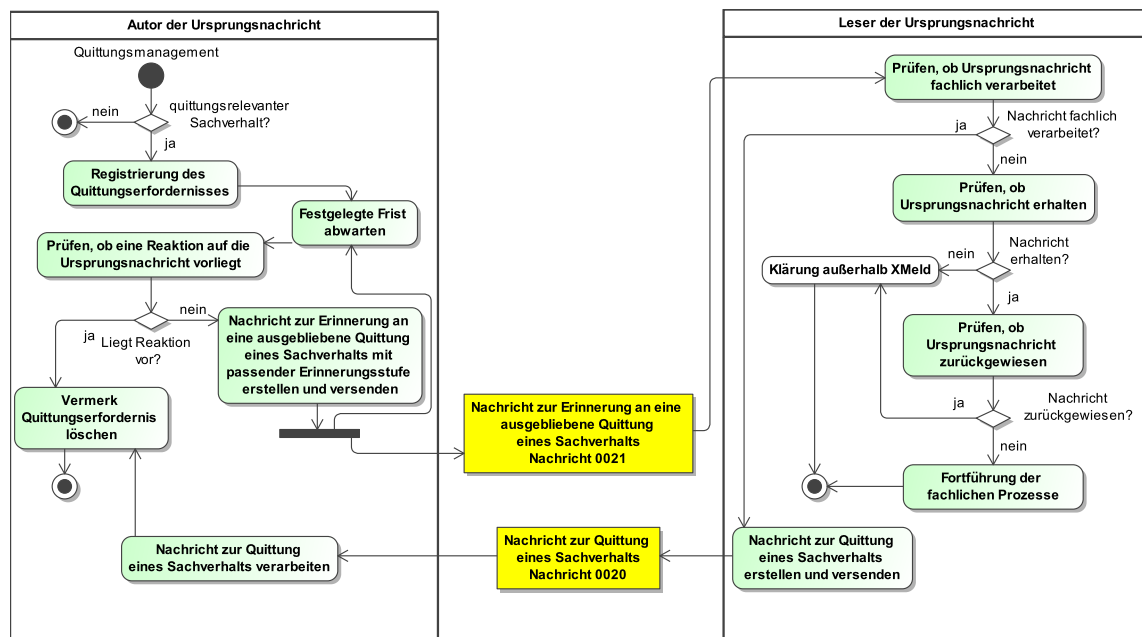 Autor der Ursprungsnachricht
Quittungsmanagement
nein
quittungsrelevanter
Sachverhalt?
ja
Registrierung des
Quittungserfordernisses
Festgelegte Frist
abwarten
Prüfen, ob eine Reaktion auf die
Ursprungsnachricht vorliegt
nein
ja
Liegt Reaktion
vor?
Nachricht zur Erinnerung an
eine ausgebliebene Quittung
eines Sachverhalts mit
passender Erinnerungsstufe
erstellen und versenden
Vermerk
Quittungserfordernis
löschen
Nachricht zur Quittung
eines Sachverhalts verarbeiten
Nachricht zur Erinnerung an eine
ausgebliebene Quittung
eines Sachverhalts
Nachricht 0021
Nachricht zur Quittung
eines Sachverhalts
Nachricht 0020
Leser der Ursprungsnachricht
Prüfen, ob Ursprungsnachricht
fachlich verarbeitet
Nachricht fachlich
verarbeitet?
ja
nein
Prüfen, ob
Ursprungsnachricht erhalten
Nachricht
erhalten?
nein
Klärung außerhalb XMeld
ja
Prüfen, ob
Ursprungsnachricht
zurückgewiesen
Nachricht
zurückgewiesen?
ja
nein
Fortführung der
fachlichen Prozesse
Nachricht zur Quittung
eines Sachverhalts
erstellen und versenden